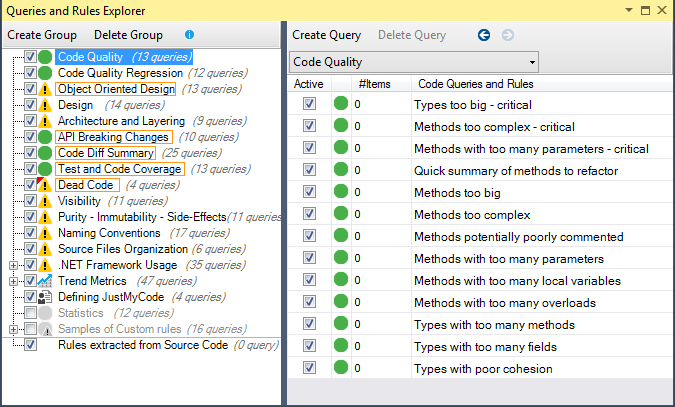 Queries and Rules Explorer
Create Group Delete Group
Code Quality (13 queries)
Code Quality Regression (12 queries)
Object Oriented Design (13 queries)
Design (14 queries)
Architecture and Layering (9 queries)
API Breaking Changes (10 queries)
Code Diff Summary (25 queries)
Test and Code Coverage (13 queries)
Dead Code (4 queries)
Visibility (11 queries)
Purity - Immutability - Side-Effects (11 queries
Naming Conventions (17 queries)
Source Files Organization (6 queries)
.NET Framework Usage (35 queries)
Trend Metrics (47 queries)
Defining JustMyCode (4 queries)
Statistics (12 queries)
Samples of Custom rules (16 queries)
Rules extracted from Source Code (0 query)
Create Query Delete Query
Code Quality
Active #Items Code Queries and Rules
0 Types too big - critical
0 Methods too complex - critical
0 Methods with too many parameters - critical
0 Quick summary of methods to refactor
0 Methods too big
0 Methods too complex
0 Methods potentially poorly commented
0 Methods with too many parameters
0 Methods with too many local variables
0 Methods with too many overloads
0 Types with too many methods
0 Types with too many fields
0 Types with poor cohesion